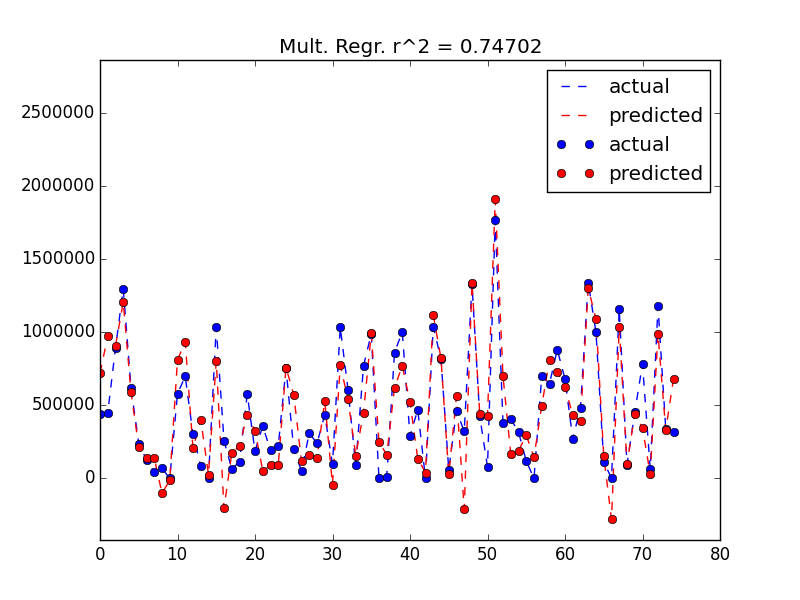 Mult. Regr. r^2 = 0.74702
actual
predicted
actual
predicted
2500000
2000000
1500000
1000000
500000
0
0 10 20 30 40 50 60 70 80